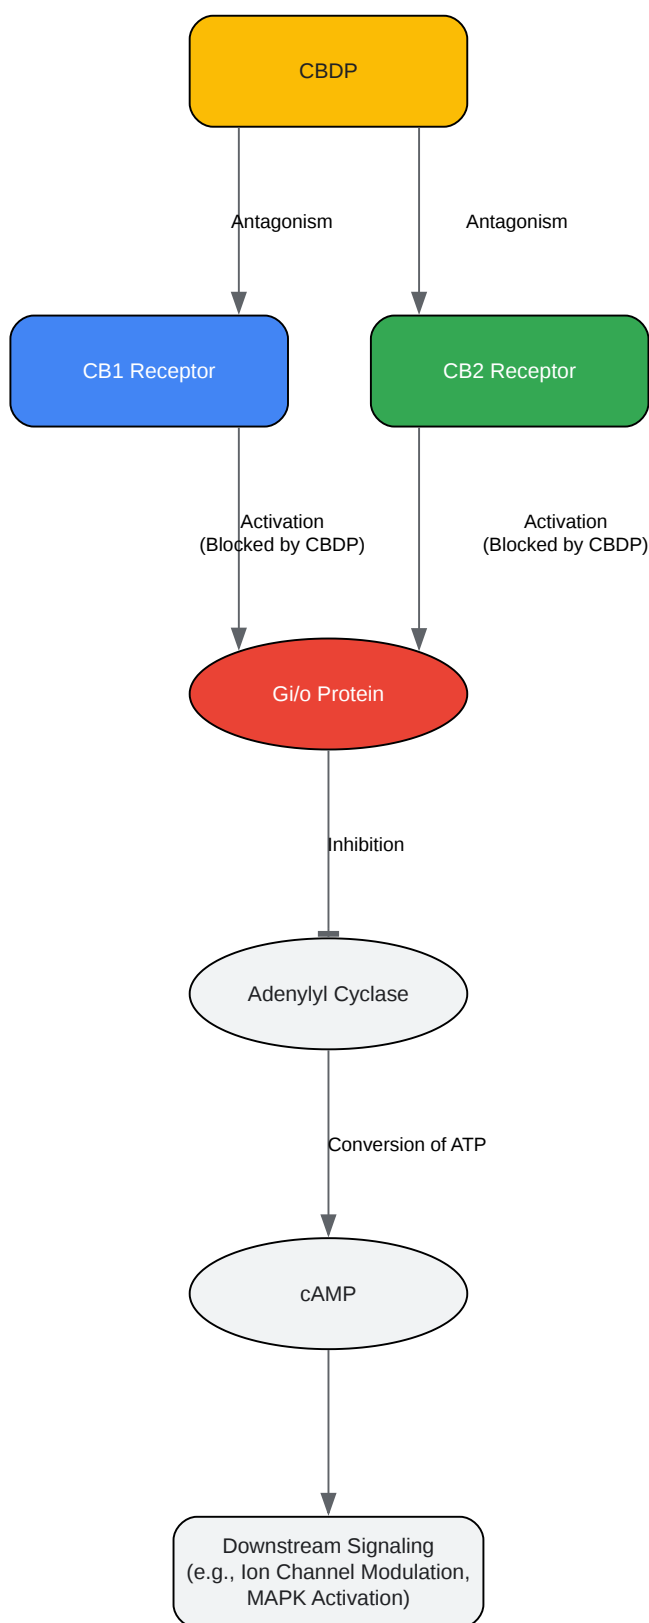 CBDP
Antagonism
Antagonism
CB1 Receptor
CB2 Receptor
Activation
(Blocked by CBDP)
Activation
(Blocked by CBDP)
Gi/o Protein
Inhibition
Adenylyl Cyclase
Conversion of ATP
cAMP
Downstream Signaling
(e.g., Ion Channel Modulation,
MAPK Activation)